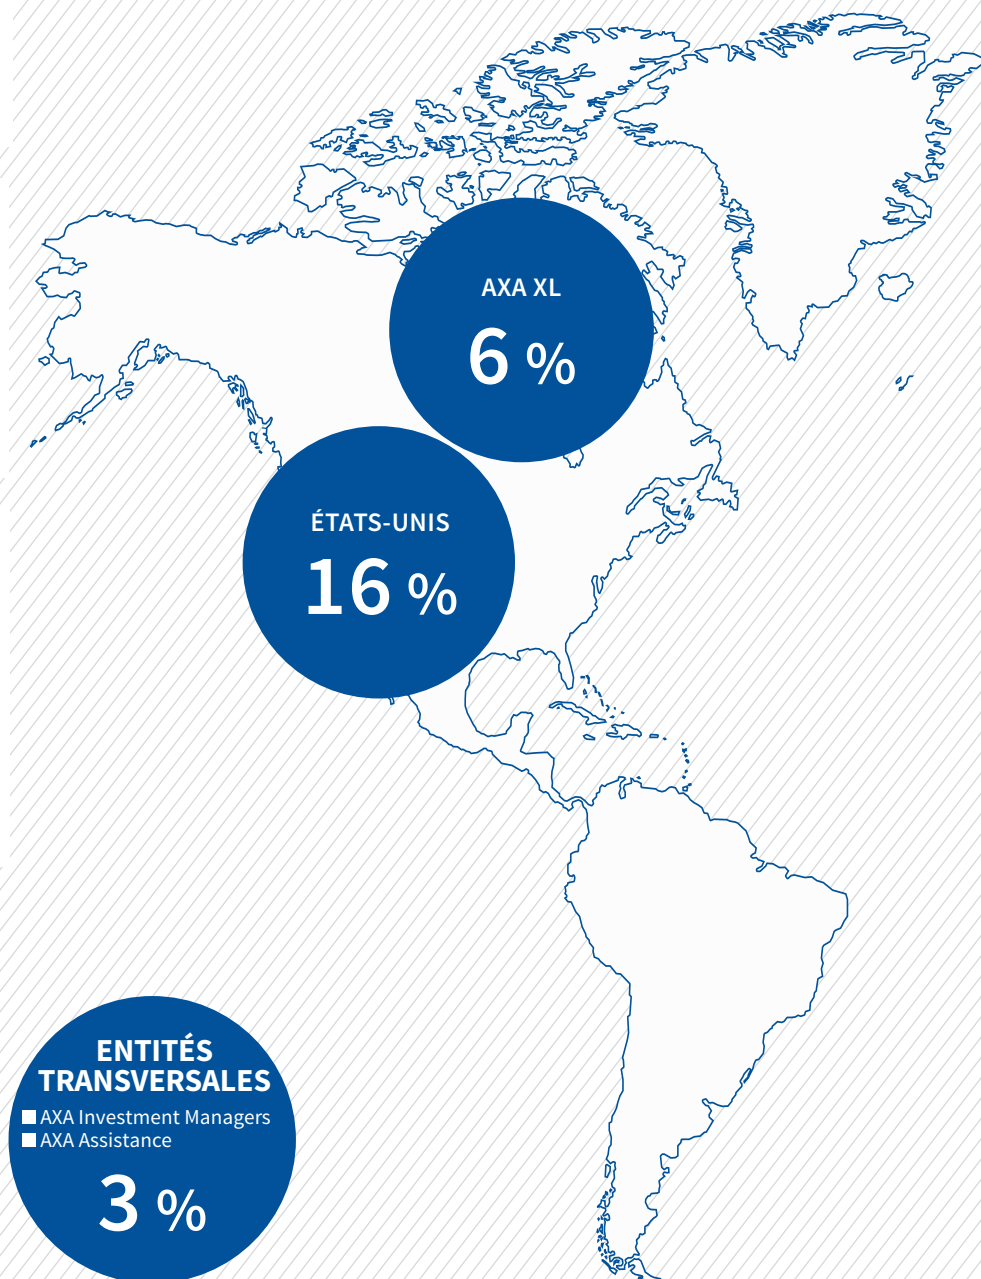 AXA XL
6 %
ÉTATS-UNIS
16 %
ENTITÉS
TRANSVERSALES
AXA Investment Managers
AXA Assistance
3 %